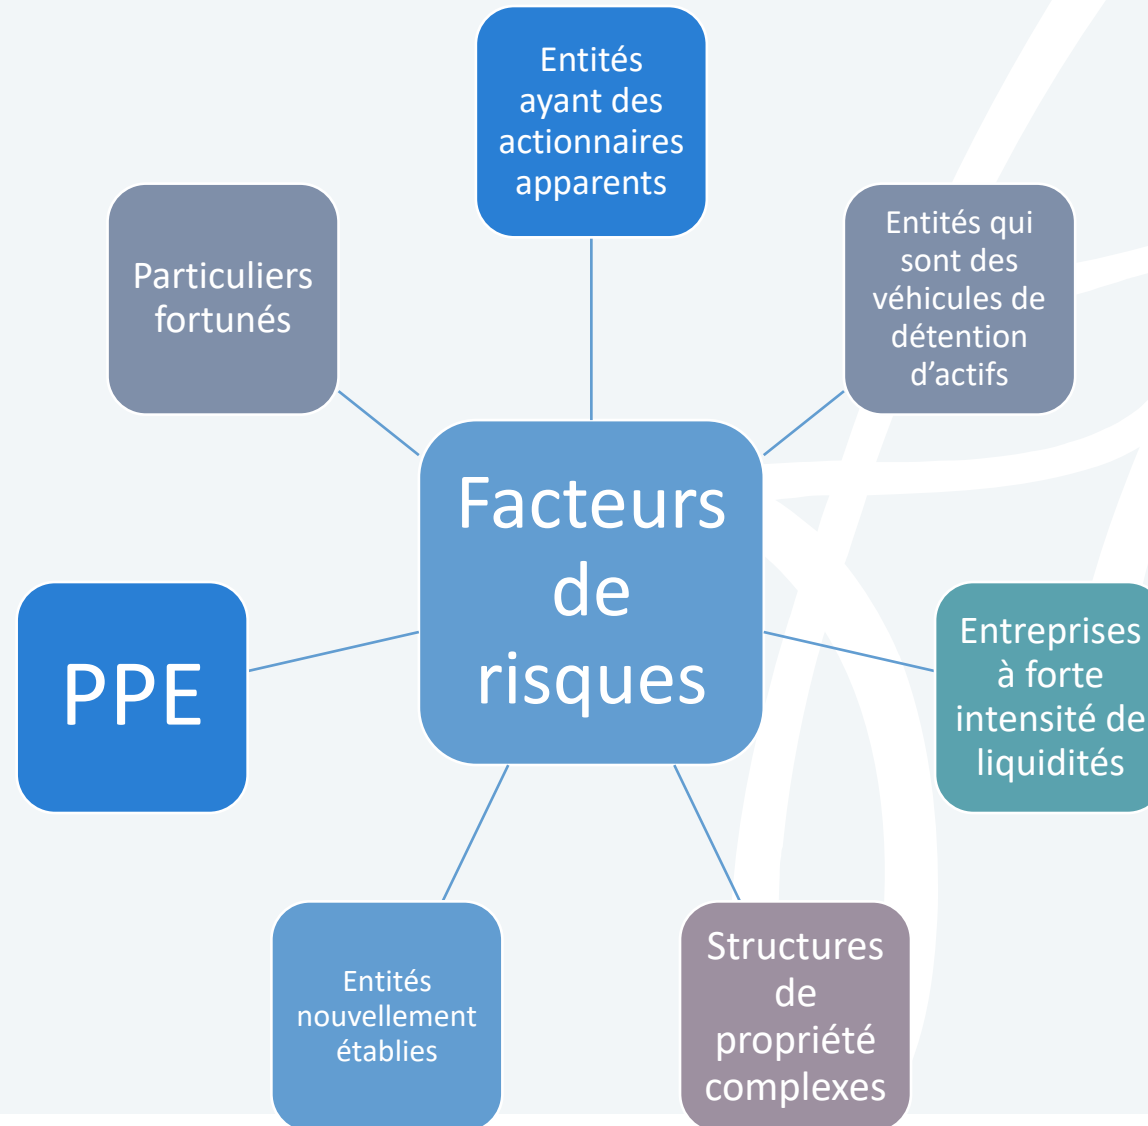 Entités
ayant des
actionnaires
apparents
Particuliers
fortunés
Entités qui
sont des
véhicules de
détention
d’actifs
Facteurs
de
risques
PPE
Entreprises
à forte
intensité de
liquidités
Entités
nouvellement
établies
Structures
de
propriété
complexes